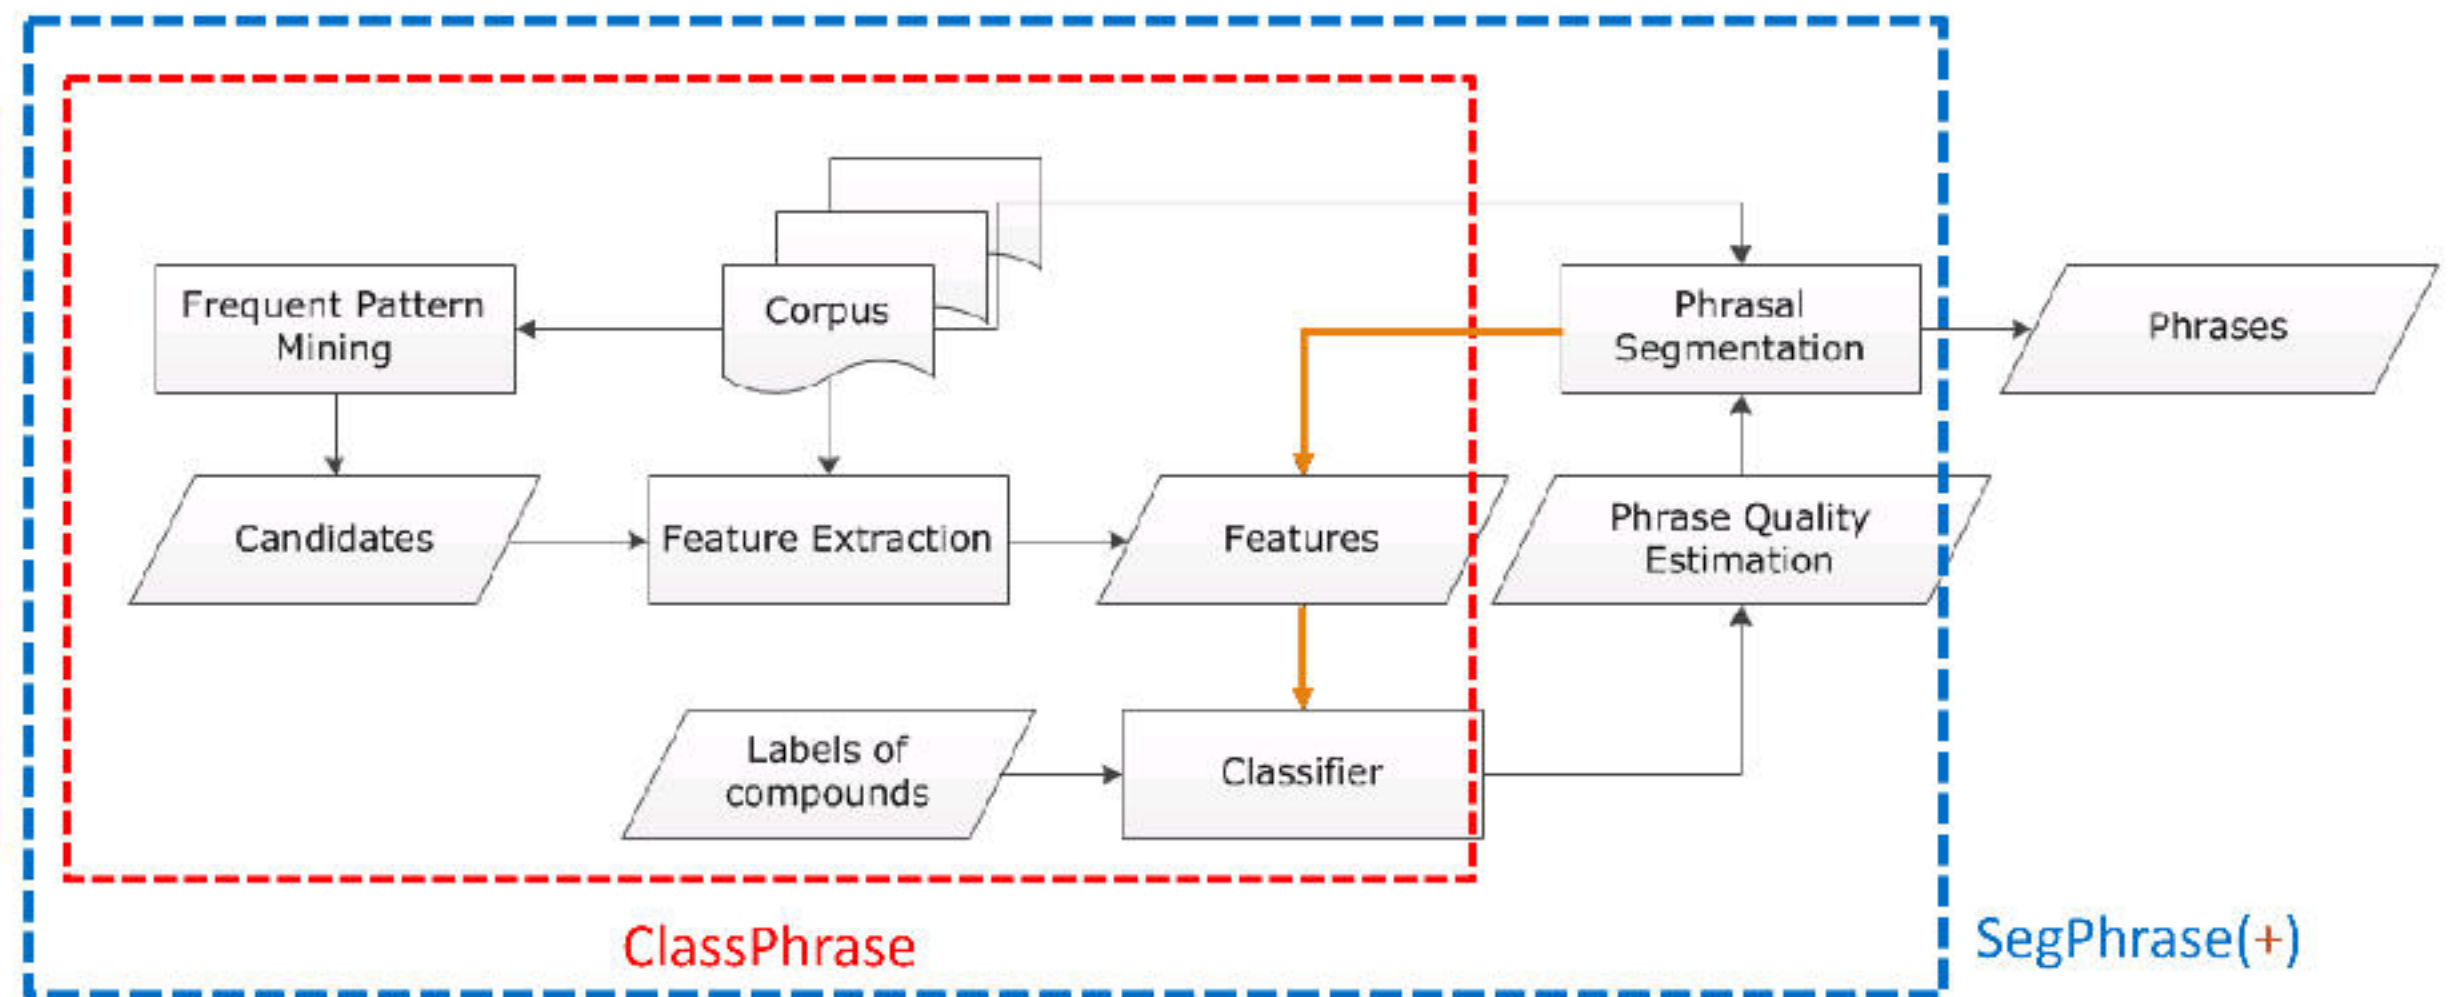 Frequent Pattern
Mining
Corpus
Phrasal
Segmentation
Phrases
Candidates
Feature Extraction
Features
Phrase Quality
Estimation
Labels of
compounds
Classifier
ClassPhrase
SegPhrase(+)